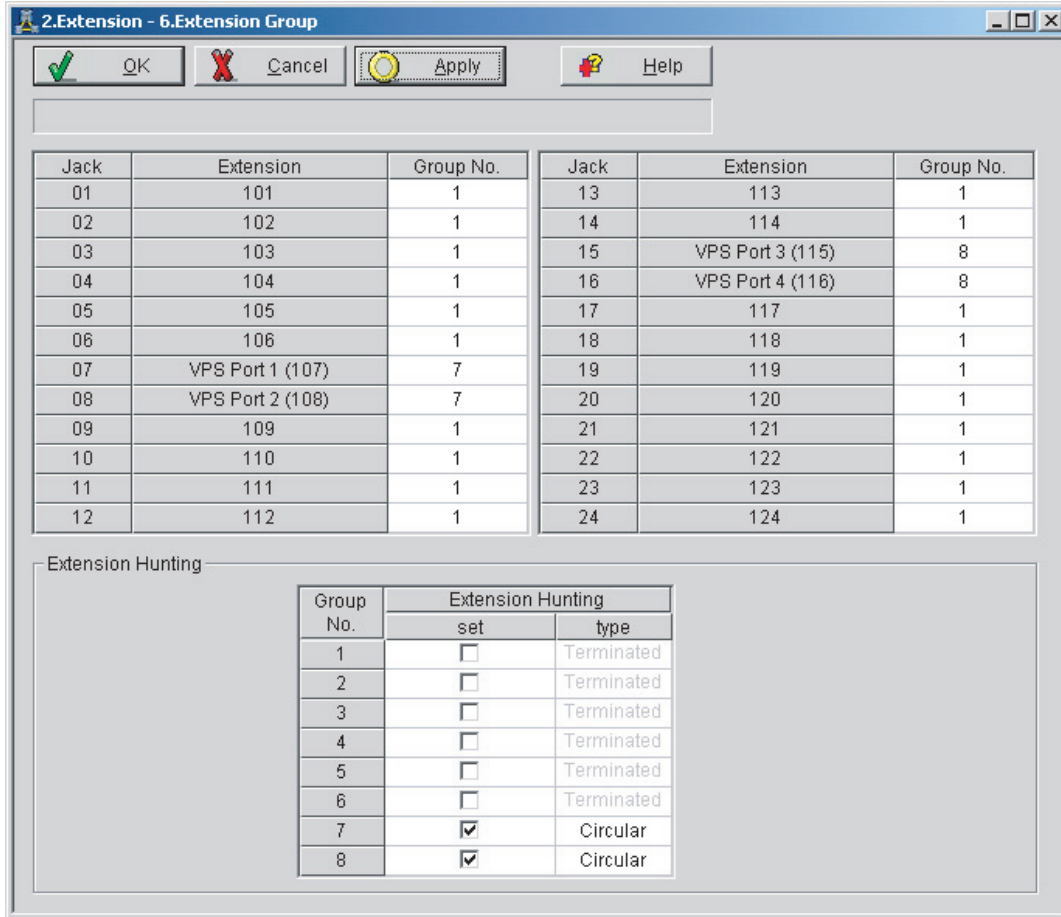 2.Extension - 6.Extension Group
OK Cancel Apply Help
Jack Extension Group No. Jack Extension Group No.
01 101 1 13 113 1
02 102 1 14 114 1
03 103 1 15 VPS Port 3 (115) 8
04 104 1 16 VPS Port 4 (116) 8
05 105 1 17 117 1
06 106 1 18 118 1
07 VPS Port 1 (107) 7 19 119 1
08 VPS Port 2 (108) 7 20 120 1
09 109 1 21 121 1
10 110 1 22 122 1
11 111 1 23 123 1
12 112 1 24 124 1
Extension Hunting
Group No. Extension Hunting
set type
1 Terminated
2 Terminated
3 Terminated
4 Terminated
5 Terminated
6 Terminated
7 Circular
8 Circular